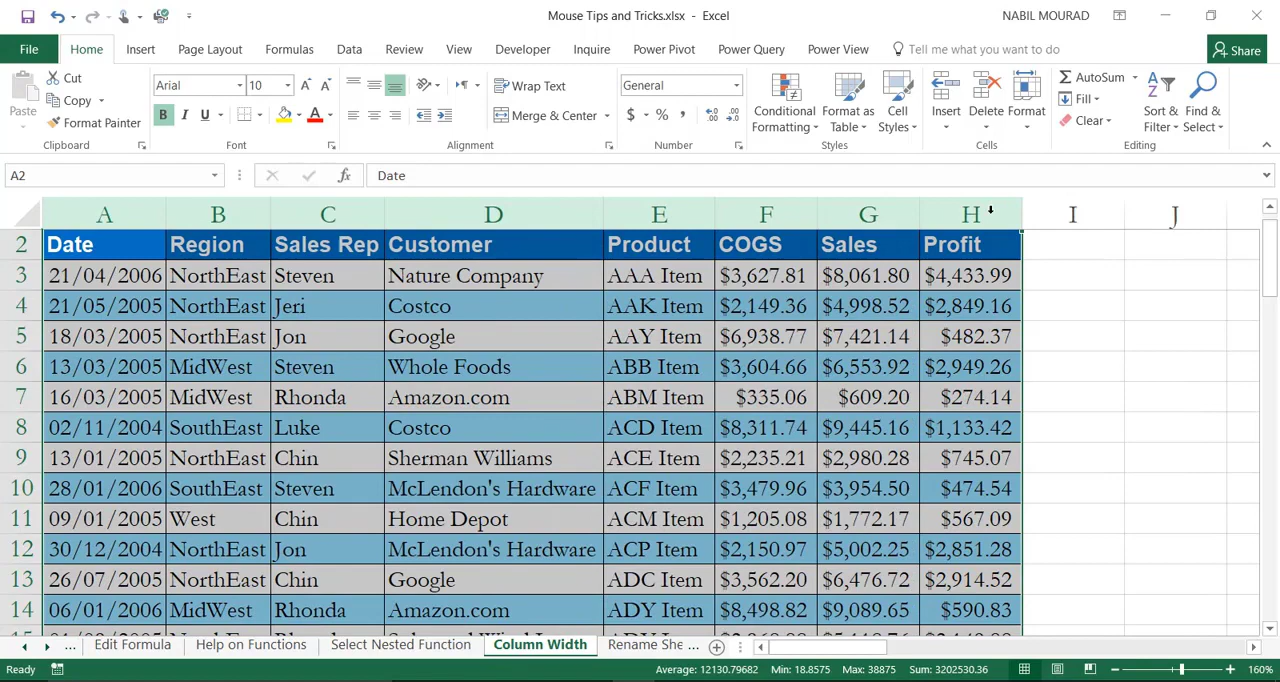 Mouse Tips and Tricks.xlsx - Excel
NABIL MOURAD
File Home Insert Page Layout Formulas Data Review View Developer Inquire Power Pivot Power Query Power View Tell me what you want to do Share
Paste Cut Copy Format Painter
Arial 10
B I U
Wrap Text Merge & Center
General
$ % ,
Conditional Formatting Format as Table Cell Styles
Insert Delete Format
AutoSum Fill Clear
Sort & Filter Find & Select
Clipboard Font Alignment Number Styles Cells Editing
A2 fx Date
A B C D E F G H I J
2 Date Region Sales Rep Customer Product COGS Sales Profit
3 21/04/2006 NorthEast Steven Nature Company AAA Item $3,627.81 $8,061.80 $4,433.99
4 21/05/2005 NorthEast Jeri Costco AAK Item $2,149.36 $4,998.52 $2,849.16
5 18/03/2005 NorthEast Jon Google AAY Item $6,938.77 $7,421.14 $482.37
6 13/03/2005 MidWest Steven Whole Foods ABB Item $3,604.66 $6,553.92 $2,949.26
7 16/03/2005 MidWest Rhonda Amazon.com ABM Item $335.06 $609.20 $274.14
8 02/11/2004 SouthEast Luke Costco ACD Item $8,311.74 $9,445.16 $1,133.42
9 13/01/2005 NorthEast Chin Sherman Williams ACE Item $2,235.21 $2,980.28 $745.07
10 28/01/2006 SouthEast Steven McLendon's Hardware ACF Item $3,479.96 $3,954.50 $474.54
11 09/01/2005 West Chin Home Depot ACM Item $1,205.08 $1,772.17 $567.09
12 30/12/2004 NorthEast Jon McLendon's Hardware ACP Item $2,150.97 $5,002.25 $2,851.28
13 26/07/2005 NorthEast Chin Google ADC Item $3,562.20 $6,476.72 $2,914.52
14 06/01/2006 MidWest Rhonda Amazon.com ADY Item $8,498.82 $9,089.65 $590.83
... Edit Formula Help on Functions Select Nested Function Column Width Rename She ...
Ready Average: 12130.79682 Min: 18.8575 Max: 38875 Sum: 3202530.36 160%